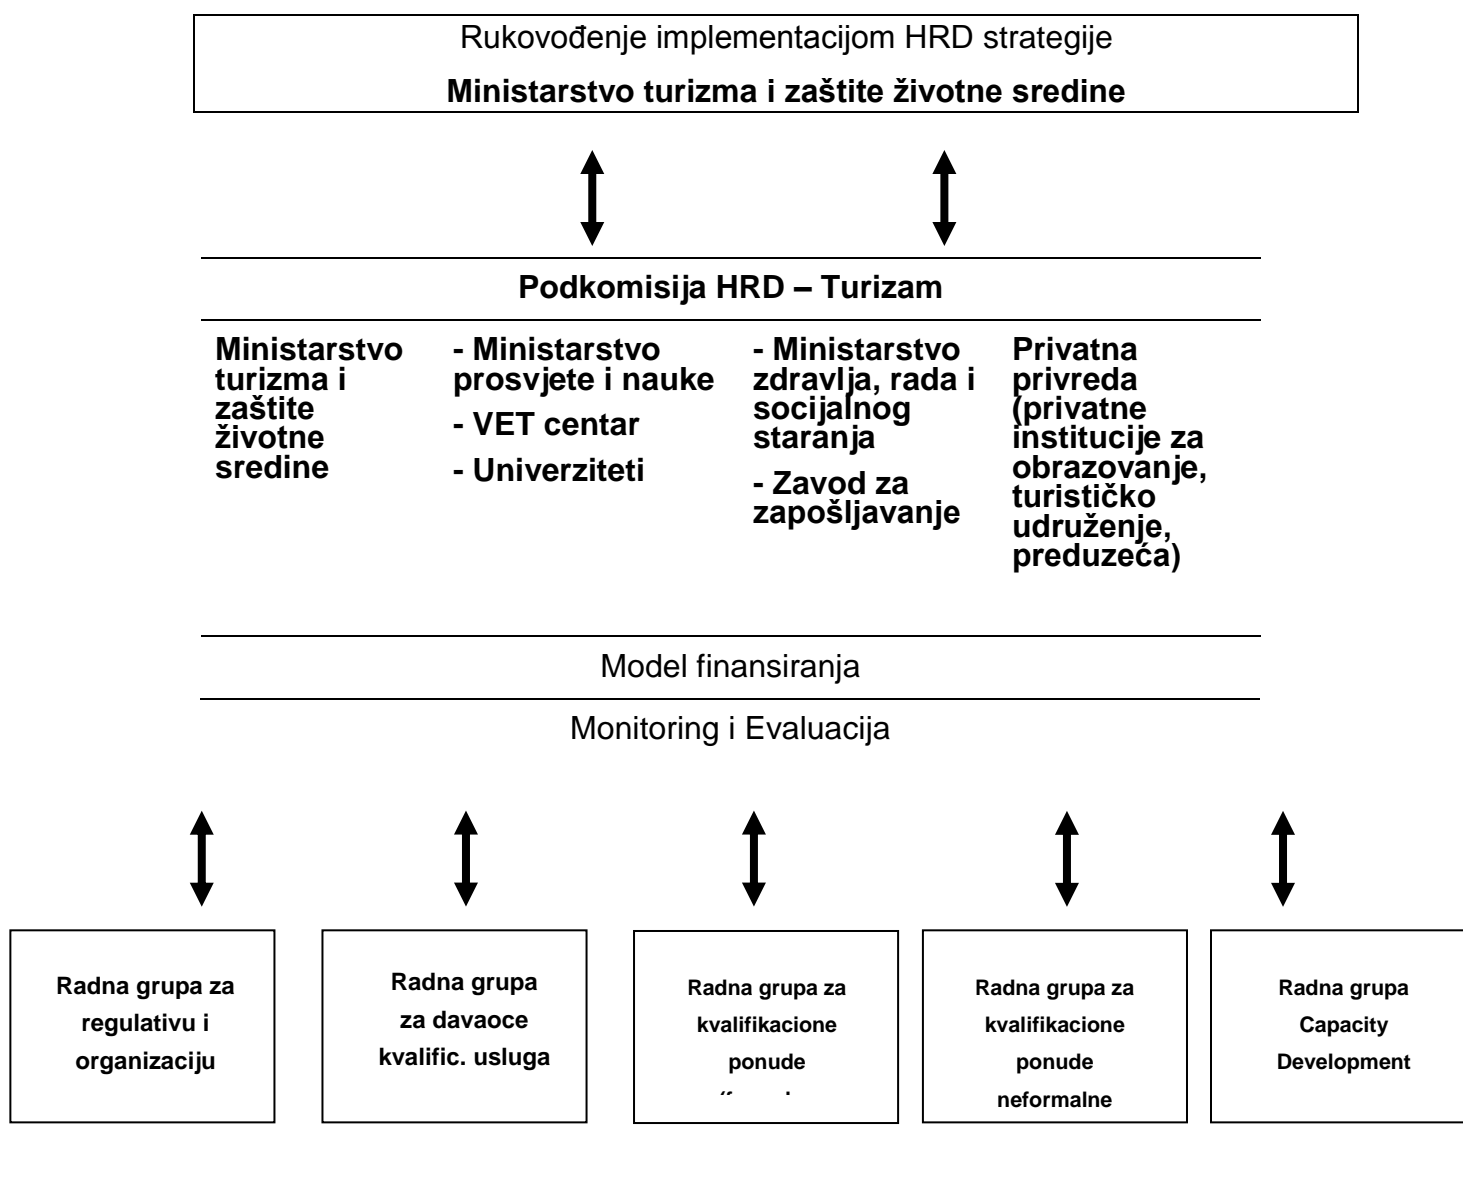 Rukovođenje implementacijom HRD strategije
Ministarstvo turizma i zaštite životne sredine
Podkomisija HRD – Turizam
Ministarstvo
turizma i
zaštite
životne
sredine
- Ministarstvo
prosvjete i nauke
- VET centar
- Univerziteti
- Ministarstvo
zdravlja, rada i
socijalnog
staranja
- Zavod za
zapošljavanje
Privatna
privreda
(privatne
institucije za
obrazovanje,
turističko
udruženje,
preduzeća)
Model finansiranja
Monitoring i Evaluacija
Radna grupa za
regulativu i
organizaciju
Radna grupa
za davaoce
kvalific. usluga
Radna grupa za
kvalifikacione
ponude
Radna grupa za
kvalifikacione
ponude
neformalne
Radna grupa
Capacity
Development